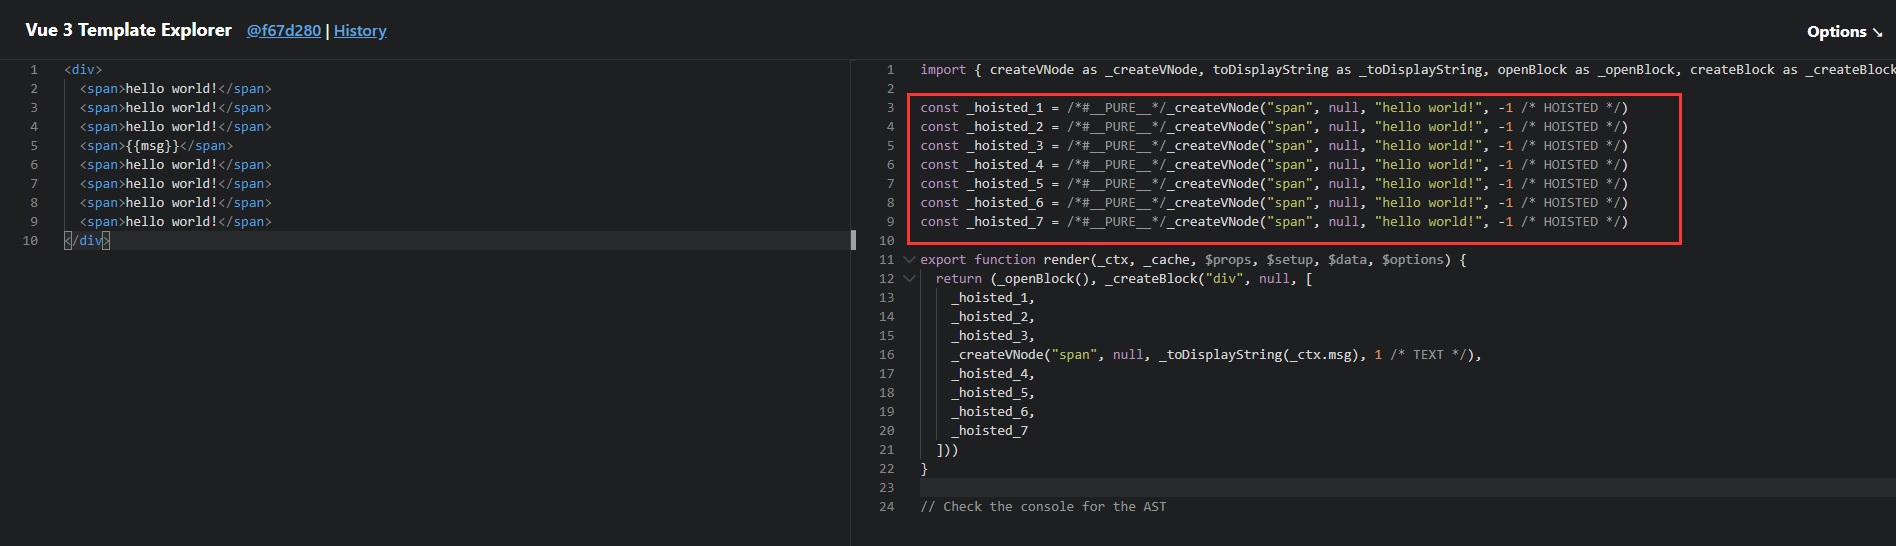 Vue 3 Template Explorer @f67d280 | History
Options ↘
1 <div>
2 <span>hello world!</span>
3 <span>hello world!</span>
4 <span>hello world!</span>
5 <span>{{msg}}</span>
6 <span>hello world!</span>
7 <span>hello world!</span>
8 <span>hello world!</span>
9 <span>hello world!</span>
10 </div>
1 import { createVNode as _createVNode, toDisplayString as _toDisplayString, openBlock as _openBlock, createBlock as _createBlock
2
3 const _hoisted_1 = /*#__PURE__*/_createVNode("span", null, "hello world!", -1 /* HOISTED */)
4 const _hoisted_2 = /*#__PURE__*/_createVNode("span", null, "hello world!", -1 /* HOISTED */)
5 const _hoisted_3 = /*#__PURE__*/_createVNode("span", null, "hello world!", -1 /* HOISTED */)
6 const _hoisted_4 = /*#__PURE__*/_createVNode("span", null, "hello world!", -1 /* HOISTED */)
7 const _hoisted_5 = /*#__PURE__*/_createVNode("span", null, "hello world!", -1 /* HOISTED */)
8 const _hoisted_6 = /*#__PURE__*/_createVNode("span", null, "hello world!", -1 /* HOISTED */)
9 const _hoisted_7 = /*#__PURE__*/_createVNode("span", null, "hello world!", -1 /* HOISTED */)
10
11 export function render(_ctx, _cache, $props, $setup, $data, $options) {
12 return (_openBlock(), _createBlock("div", null, [
13 _hoisted_1,
14 _hoisted_2,
15 _hoisted_3,
16 _createVNode("span", null, _toDisplayString(_ctx.msg), 1 /* TEXT */),
17 _hoisted_4,
18 _hoisted_5,
19 _hoisted_6,
20 _hoisted_7
21 ]))
22 }
23
24 // Check the console for the AST